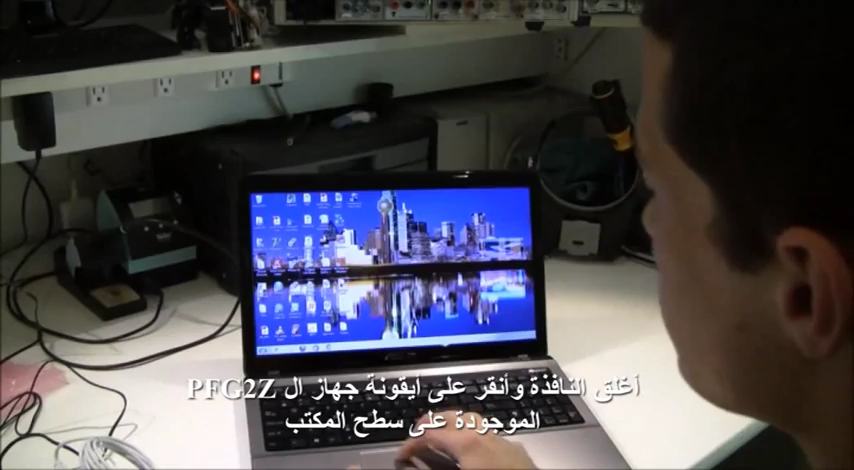 أغلق النافذة وأنقر على أيقونة جهاز ال PFG2Z
الموجودة على سطح المكتب